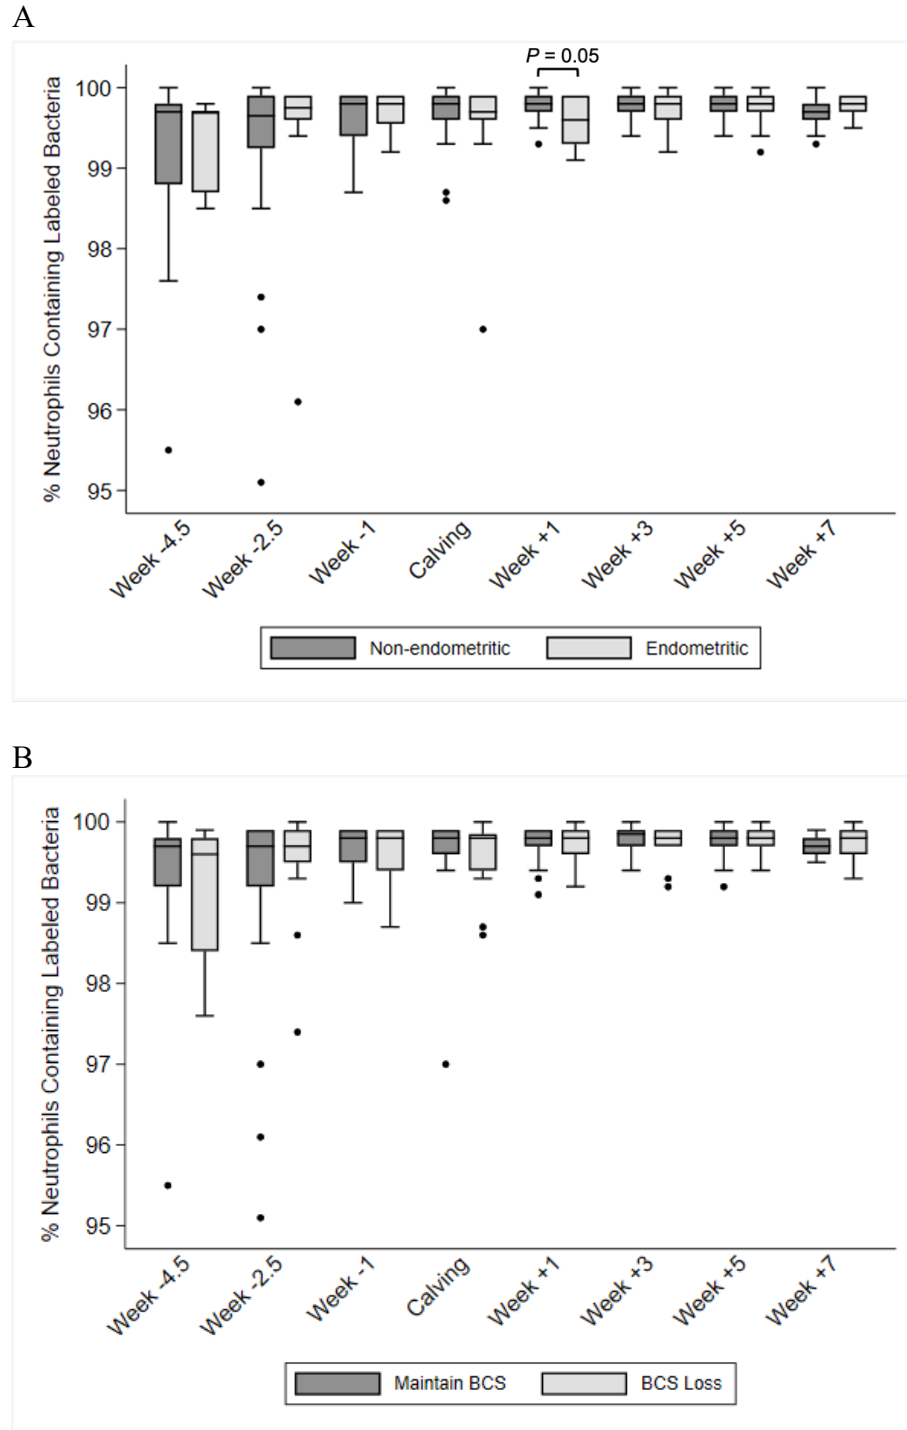 A
P = 0.05
% Neutrophils Containing Labeled Bacteria
100
99
98
97
96
95
Week -4.5
Week -2.5
Week -1
Calving
Week +1
Week +3
Week +5
Week +7
Non-endometritic
Endometritic
B
% Neutrophils Containing Labeled Bacteria
100
99
98
97
96
95
Week -4.5
Week -2.5
Week -1
Calving
Week +1
Week +3
Week +5
Week +7
Maintain BCS
BCS Loss